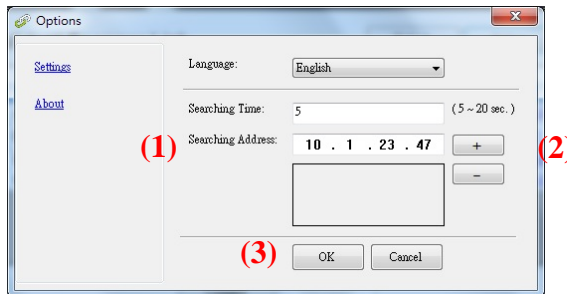 Options
Settings
About
Language: English
Searching Time: 5 (5 ~ 20 sec.)
(1) Searching Address: 10 . 1 . 23 . 47 + (2)
−
(3) OK Cancel